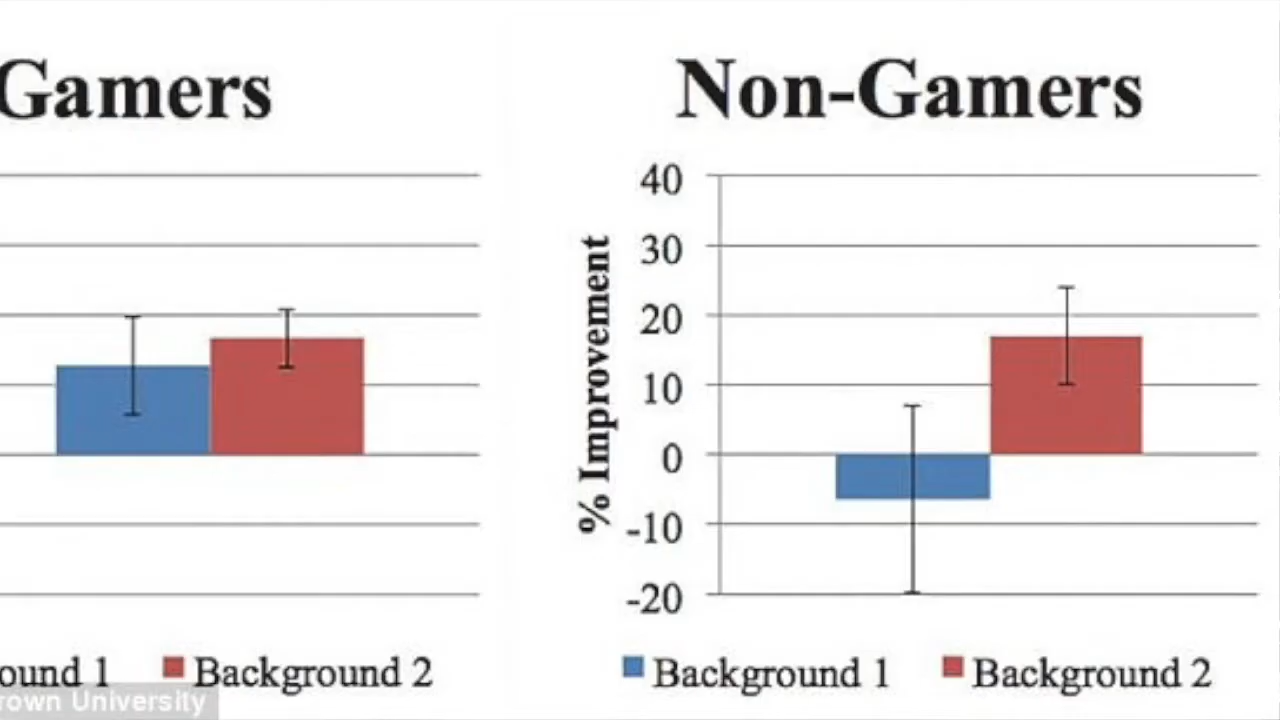 Gamers
Non-Gamers
% Improvement
40
30
20
10
0
-10
-20
ound 1
Background 2
Background 1
Background 2
rown University